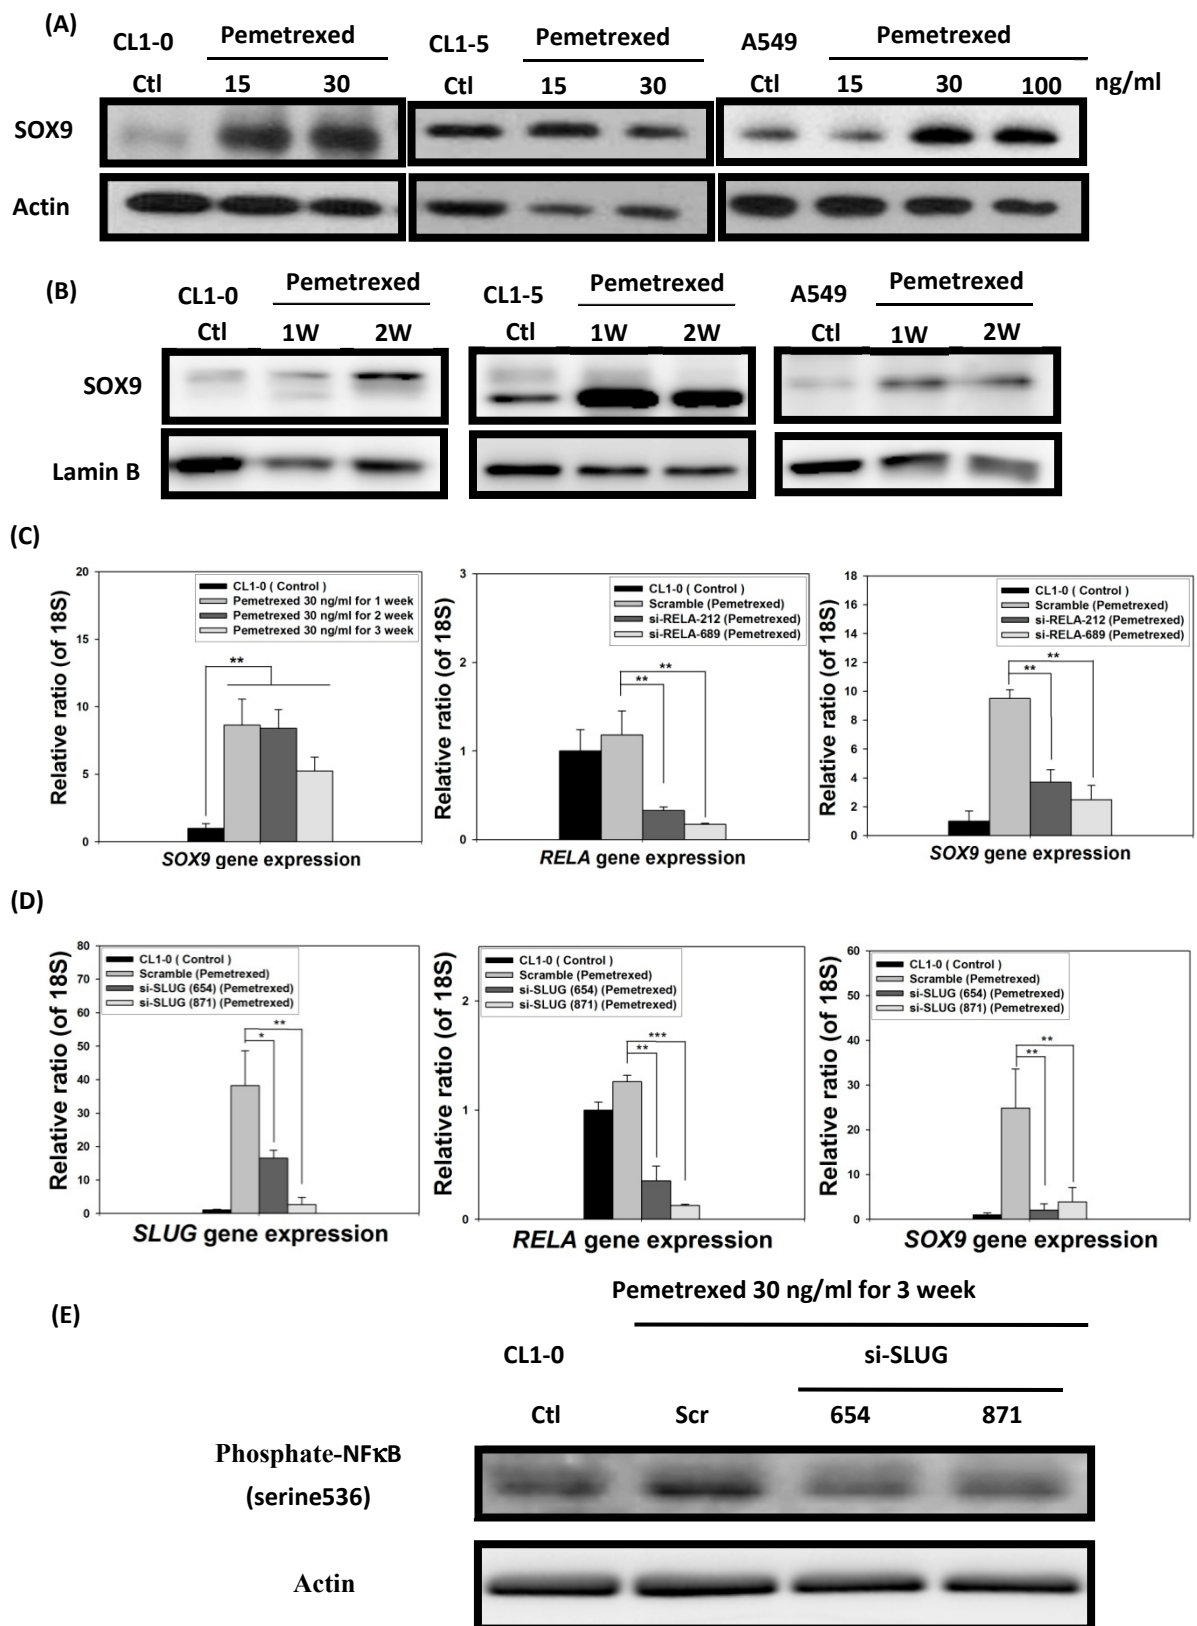 (A)
CL1-0 Pemetrexed CL1-5 Pemetrexed A549 Pemetrexed
Ctl 15 30 Ctl 15 30 Ctl 15 30 100 ng/ml
SOX9
Actin
(B)
CL1-0 Pemetrexed CL1-5 Pemetrexed A549 Pemetrexed
Ctl 1W 2W Ctl 1W 2W Ctl 1W 2W
SOX9
Lamin B
(C)
Relative ratio (of 18S)
20
15
10
5
0
CL1-0 ( Control )
Pemetrexed 30 ng/ml for 1 week
Pemetrexed 30 ng/ml for 2 week
Pemetrexed 30 ng/ml for 3 week
**
SOX9 gene expression
Relative ratio (of 18S)
3
2
1
0
CL1-0 ( Control )
Scramble (Pemetrexed)
si-RELA-212 (Pemetrexed)
si-RELA-689 (Pemetrexed)
**
**
RELA gene expression
Relative ratio (of 18S)
18
16
14
12
10
8
6
4
2
0
CL1-0 ( Control )
Scramble (Pemetrexed)
si-RELA-212 (Pemetrexed)
si-RELA-689 (Pemetrexed)
**
**
SOX9 gene expression
(D)
Relative ratio (of 18S)
80
70
60
50
40
30
20
10
0
CL1-0 ( Control )
Scramble (Pemetrexed)
si-SLUG (654) (Pemetrexed)
si-SLUG (871) (Pemetrexed)
**
*
SLUG gene expression
Relative ratio (of 18S)
2
1
0
CL1-0 ( Control )
Scramble (Pemetrexed)
si-SLUG (654) (Pemetrexed)
si-SLUG (871) (Pemetrexed)
***
**
RELA gene expression
Relative ratio (of 18S)
60
50
40
30
20
10
0
CL1-0 ( Control )
Scramble (Pemetrexed)
si-SLUG (654) (Pemetrexed)
si-SLUG (871) (Pemetrexed)
**
**
SOX9 gene expression
Pemetrexed 30 ng/ml for 3 week
(E)
CL1-0 si-SLUG
Ctl Scr 654 871
Phosphate-NFκB
(serine536)
Actin